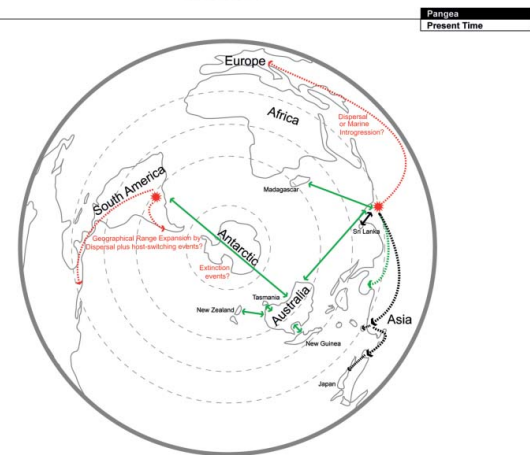 Pangea
Present Time
Europe
Africa
Dispersal
or Marine
Introgression?
Madagascar
South America
Sri Lanka
Geographical Range Expansion by
Dispersal plus host-switching events?
Antarctic
Extinction
events?
Tasmania
Australia
New Zealand
Asia
New Guinea
Japan